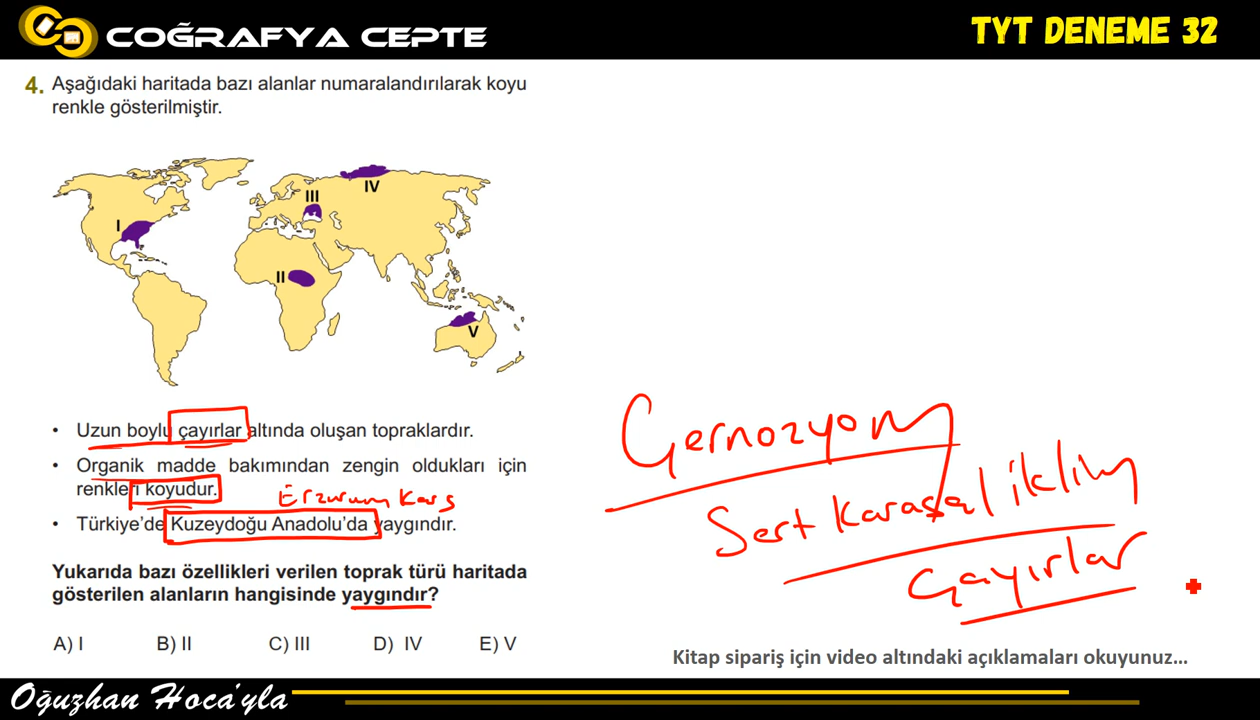 COĞRAFYA CEPTE
TYT DENEME 32
4. Aşağıdaki haritada bazı alanlar numaralandırılarak koyu
renkle gösterilmiştir.
I
II
III
IV
V
• Uzun boylu çayırlar altında oluşan topraklardır.
• Organik madde bakımından zengin oldukları için
renkleri koyudur.
Erzurum Kars
• Türkiye'de Kuzeydoğu Anadolu'da yaygındır.
Yukarıda bazı özellikleri verilen toprak türü haritada
gösterilen alanların hangisinde yaygındır?
A) I B) II C) III D) IV E) V
Çernozyom
Sert Karasal iklim
Çayırlar
Kitap sipariş için video altındaki açıklamaları okuyunuz...
Oğuzhan Hoca'yla